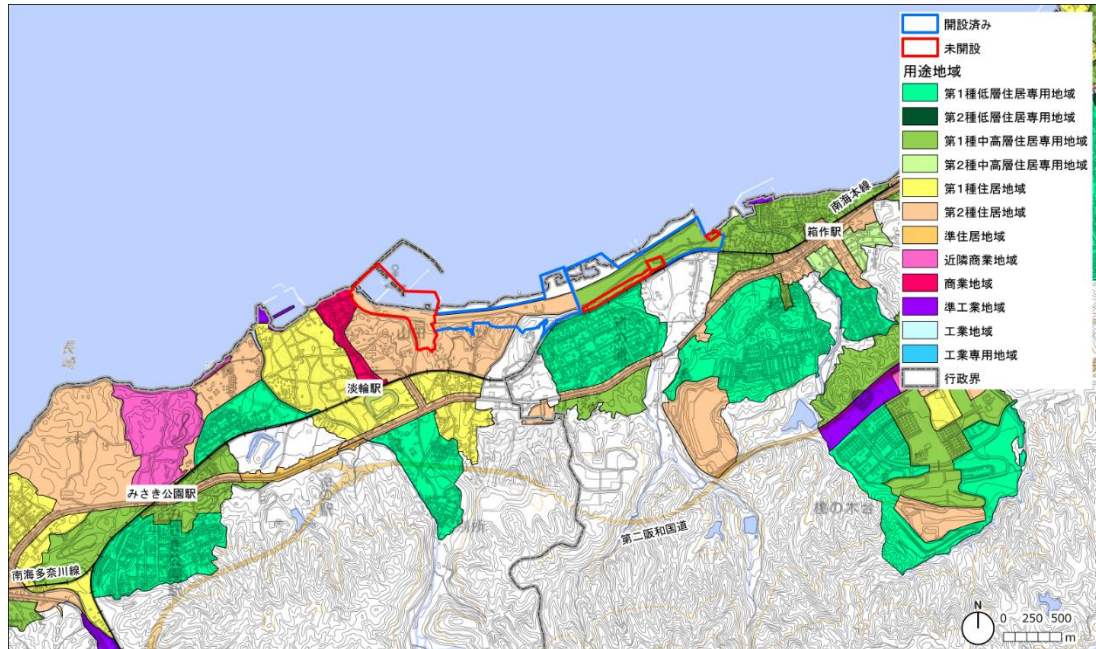 開設済み
未開設
用途地域
第1種低層住居専用地域
第2種低層住居専用地域
第1種中高層住居専用地域
第2種中高層住居専用地域
第1種住居地域
第2種住居地域
準住居地域
近隣商業地域
商業地域
準工業地域
工業地域
工業専用地域
行政界
南海本線
箱作駅
長崎
淡輪駅
みさき公園駅
第二阪和国道
南海多奈川線
N
0 250 500
m